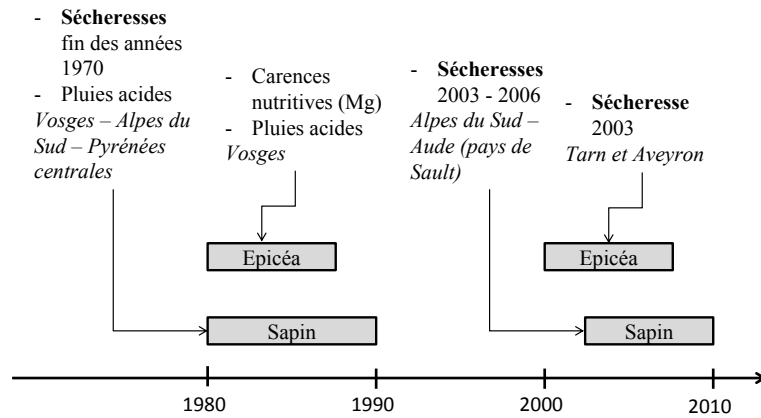 - Sécheresses
fin des années
1970
- Pluies acides
Vosges – Alpes du
Sud – Pyrénées
centrales
- Carences
nutritives (Mg)
- Pluies acides
Vosges
- Sécheresses
2003 - 2006
Alpes du Sud –
Aude (pays de
Sault)
- Sécheresse
2003
Tarn et Aveyron
Epicéa
Epicéa
Sapin
Sapin
1980
1990
2000
2010